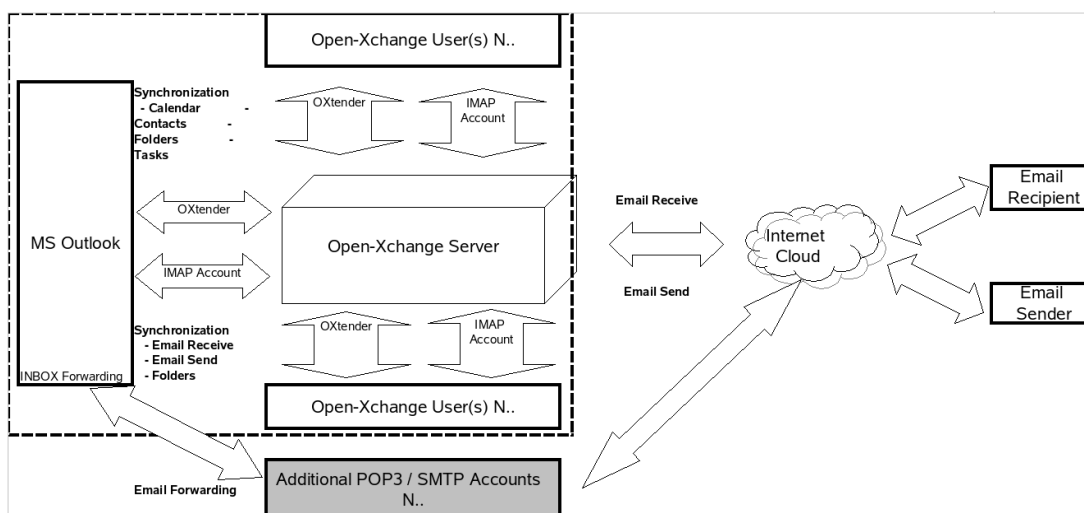 Open-Xchange User(s) N..
Synchronization
- Calendar -
Contacts -
Folders -
Tasks
OXtender
IMAP
Account
OXtender
MS Outlook
Open-Xchange Server
IMAP Account
Email Receive
Email Send
Internet
Cloud
Email
Recipient
Email
Sender
Synchronization
- Email Receive
- Email Send
- Folders
OXtender
IMAP
Account
INBOX Forwarding
Open-Xchange User(s) N..
Email Forwarding
Additional POP3 / SMTP Accounts
N..